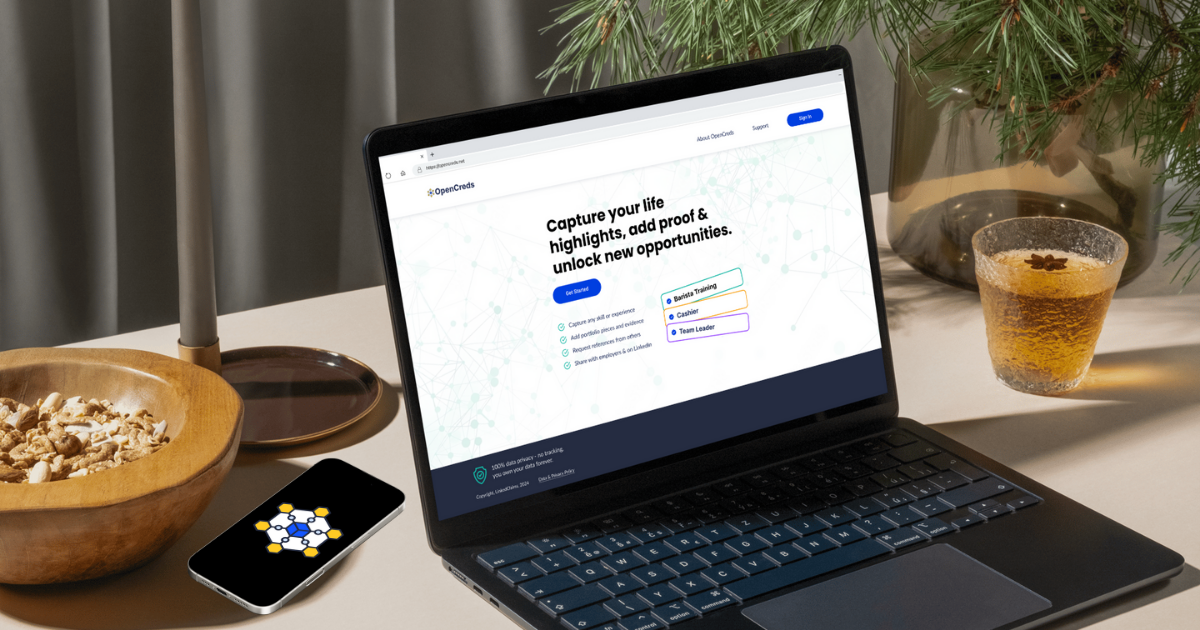 https://opencreds.net
OpenCreds
About OpenCreds
Support
Sign In
Capture your life
highlights, add proof &
unlock new opportunities.
Get Started
Capture any skill or experience
Add portfolio pieces and evidence
Request references from others
Share with employers & on LinkedIn
Barista Training
Cashier
Team Leader
100% data privacy - no tracking,
you own your data forever.
Copyright, LinkedClaims, 2024
Data & Privacy Policy
esc
Q W E R T Z U
A S D
Y X C V B N M
control option command
command